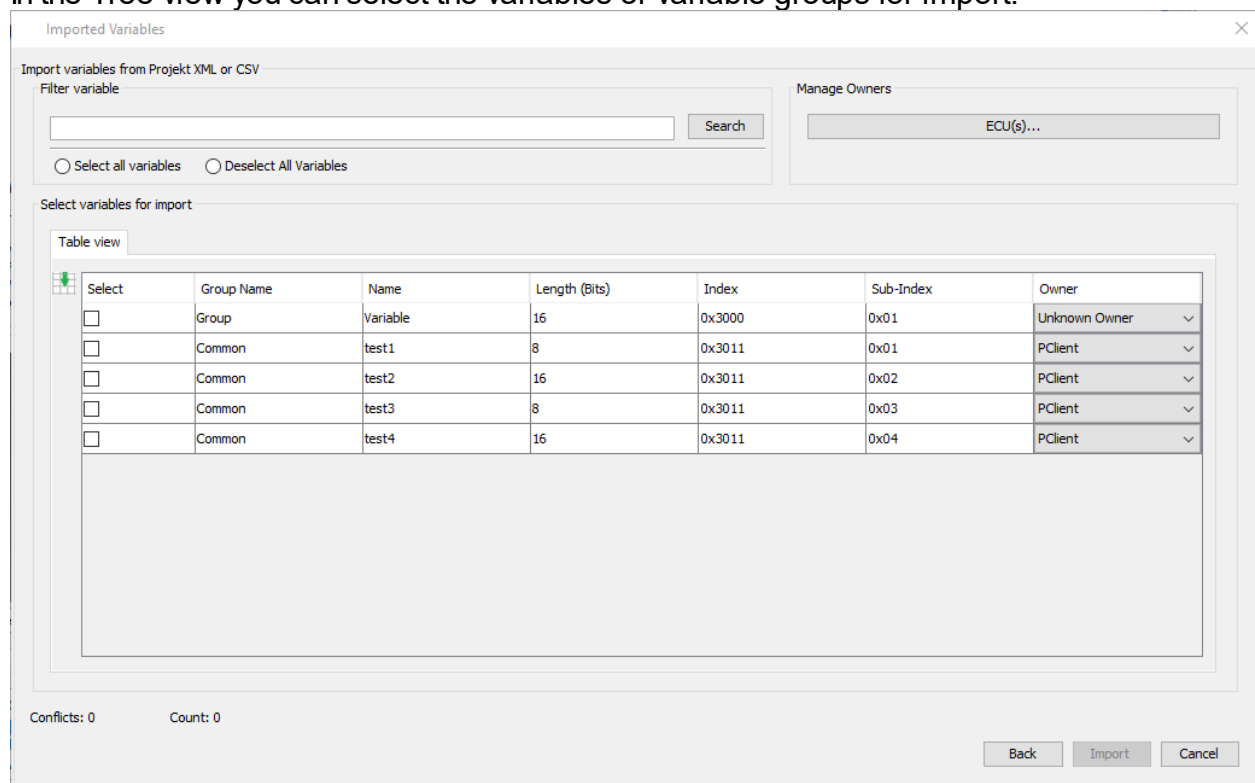 in the Tree view you can select the variables or variable groups for import.
Imported Variables
Import variables from Projekt XML or CSV
Filter variable
Manage Owners
Search
ECU(s)...
Select all variables
Deselect All Variables
Select variables for import
Table view
Select Group Name Name Length (Bits) Index Sub-Index Owner
Group Variable 16 0x3000 0x01 Unknown Owner
Common test1 8 0x3011 0x01 PClient
Common test2 16 0x3011 0x02 PClient
Common test3 8 0x3011 0x03 PClient
Common test4 16 0x3011 0x04 PClient
Conflicts: 0 Count: 0
Back Import Cancel